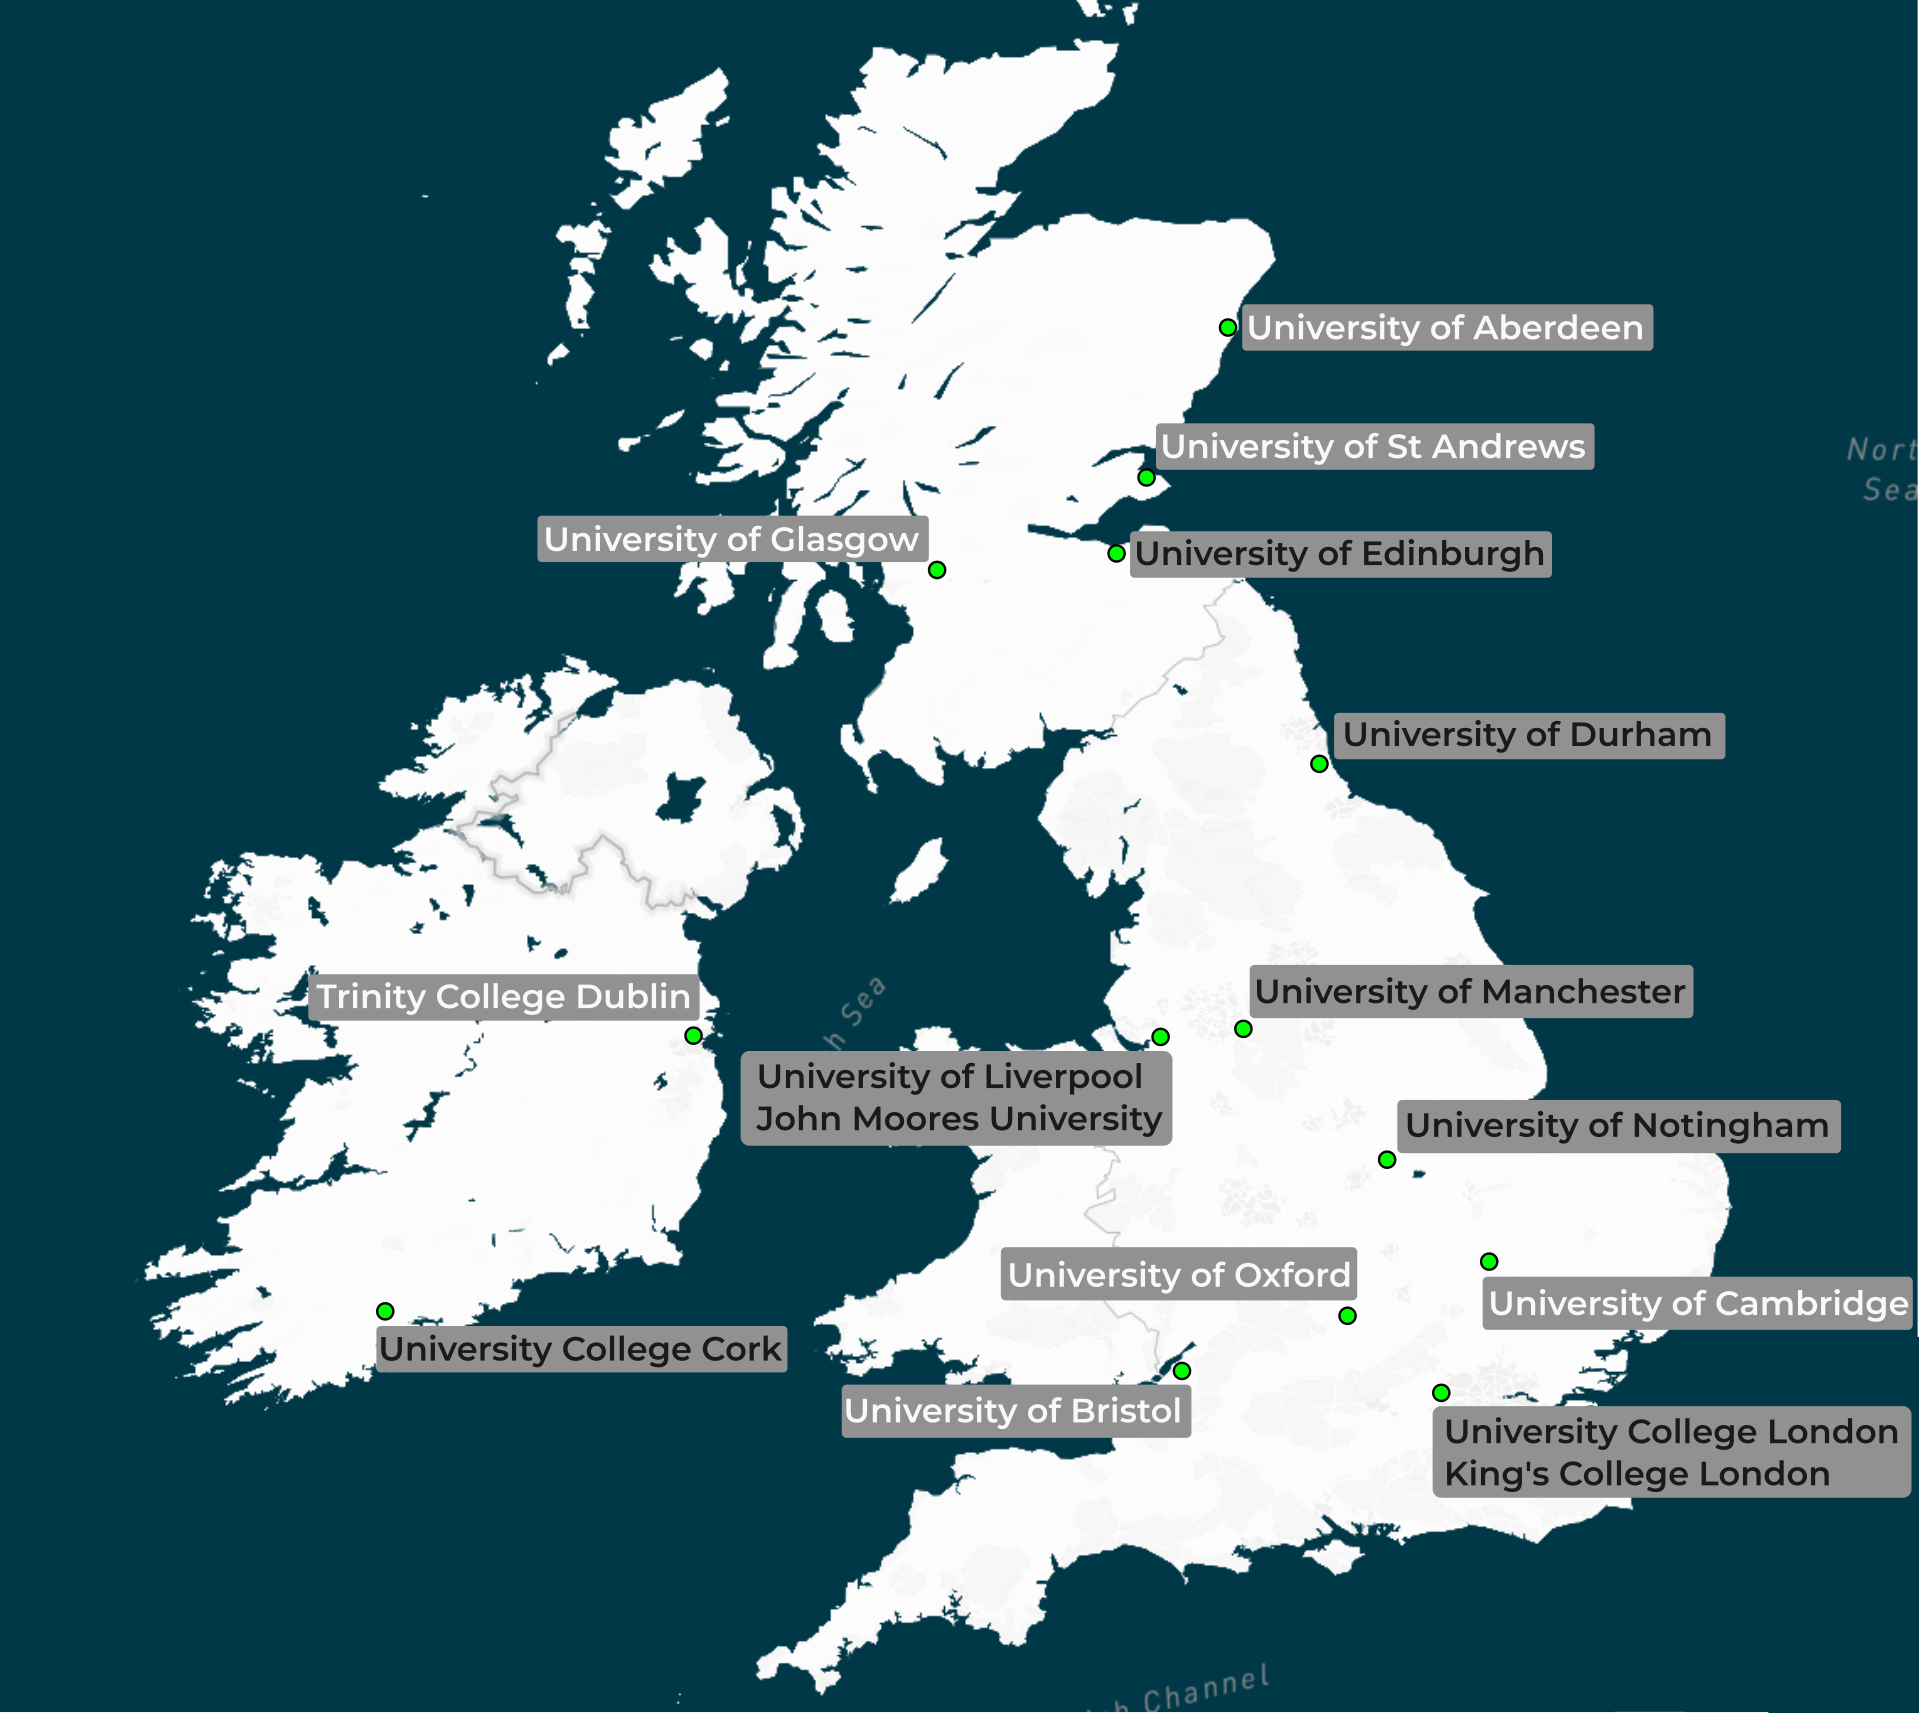 University of Aberdeen
University of St Andrews
Nort
Sea
University of Glasgow
University of Edinburgh
University of Durham
Trinity College Dublin
h Sea
University of Manchester
University of Liverpool
John Moores University
University of Notingham
University of Oxford
University of Cambridge
University College Cork
University of Bristol
University College London
King's College London
sh Channel